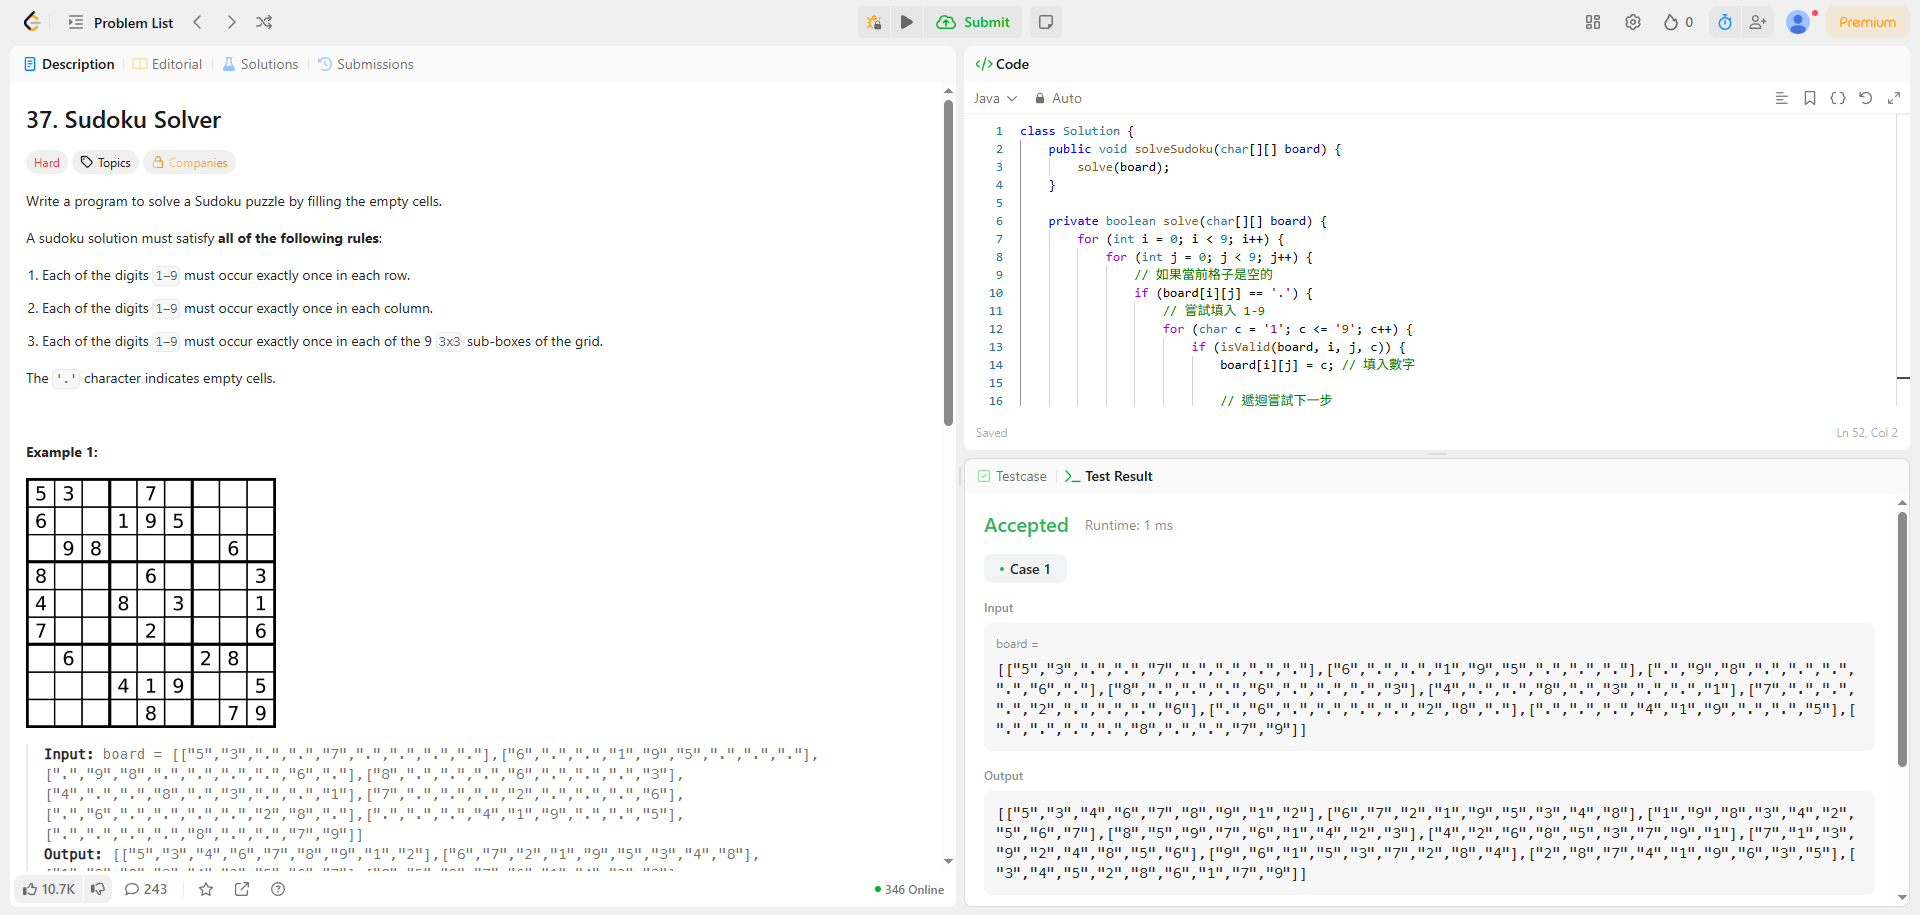 Problem List
Submit
0
Premium
Description
Editorial
Solutions
Submissions
37. Sudoku Solver
Hard
Topics
Companies
Write a program to solve a Sudoku puzzle by filling the empty cells.
A sudoku solution must satisfy all of the following rules:
1. Each of the digits 1-9 must occur exactly once in each row.
2. Each of the digits 1-9 must occur exactly once in each column.
3. Each of the digits 1-9 must occur exactly once in each of the 9 3x3 sub-boxes of the grid.
The '.' character indicates empty cells.
Example 1:
5 3 7
6 1 9 5
9 8 6
8 6 3
4 8 3 1
7 2 6
6 2 8
4 1 9 5
8 7 9
Input: board = [["5","3",".",".","7",".",".",".","."],["6",".",".","1","9","5",".",".","."],
[".","9","8",".",".",".",".","6","."],["8",".",".",".","6",".",".",".","3"],
["4",".",".","8",".","3",".",".","1"],["7",".",".",".","2",".",".",".","6"],
[".","6",".",".",".",".","2","8","."],[".",".",".","4","1","9",".",".","5"],
[".",".",".",".","8",".",".","7","9"]]
Output: [["5","3","4","6","7","8","9","1","2"],["6","7","2","1","9","5","3","4","8"],
10.7K
243
346 Online
Code
Java
Auto
1 class Solution {
2 public void solveSudoku(char[][] board) {
3 solve(board);
4 }
5
6 private boolean solve(char[][] board) {
7 for (int i = 0; i < 9; i++) {
8 for (int j = 0; j < 9; j++) {
9 // 如果當前格子是空的
10 if (board[i][j] == '.') {
11 // 嘗試填入 1-9
12 for (char c = '1'; c <= '9'; c++) {
13 if (isValid(board, i, j, c)) {
14 board[i][j] = c; // 填入數字
15
16 // 遞迴嘗試下一步
Saved
Ln 52, Col 2
Testcase
Test Result
Accepted
Runtime: 1 ms
Case 1
Input
board =
[["5","3",".",".","7",".",".",".","."],["6",".",".","1","9","5",".",".","."],[".","9","8",".",".",".",
".","6","."],["8",".",".",".","6",".",".",".","3"],["4",".",".","8",".","3",".",".","1"],["7",".",".",
".","2",".",".",".","6"],[".","6",".",".",".",".","2","8","."],[".",".",".","4","1","9",".",".","5"],[
".",".",".",".","8",".",".","7","9"]]
Output
[["5","3","4","6","7","8","9","1","2"],["6","7","2","1","9","5","3","4","8"],["1","9","8","3","4","2",
"5","6","7"],["8","5","9","7","6","1","4","2","3"],["4","2","6","8","5","3","7","9","1"],["7","1","3",
"9","2","4","8","5","6"],["9","6","1","5","3","7","2","8","4"],["2","8","7","4","1","9","6","3","5"],[
"3","4","5","2","8","6","1","7","9"]]